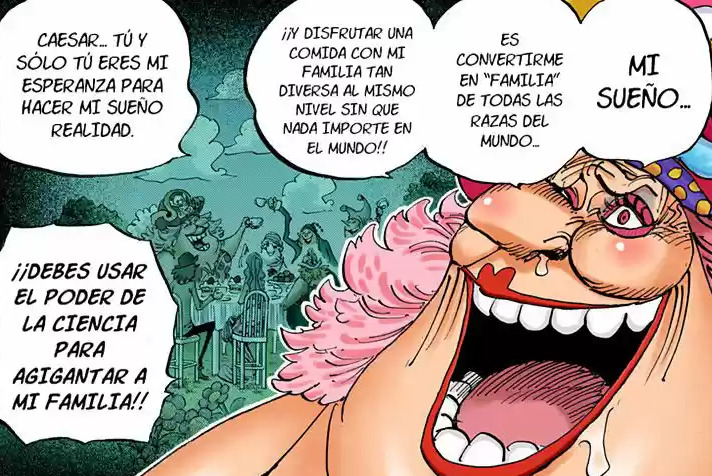 MI
SUEÑO...
ES
CONVERTIRME
EN "FAMILIA"
DE TODAS LAS
RAZAS DEL
MUNDO...
¡¡Y DISFRUTAR UNA
COMIDA CON MI
FAMILIA TAN
DIVERSA AL MISMO
NIVEL SIN QUE
NADA IMPORTE EN
EL MUNDO!!
CAESAR... TÚ Y
SÓLO TÚ ERES MI
ESPERANZA PARA
HACER MI SUEÑO
REALIDAD.
¡¡DEBES USAR
EL PODER DE
LA CIENCIA
PARA
AGIGANTAR A
MI FAMILIA!!